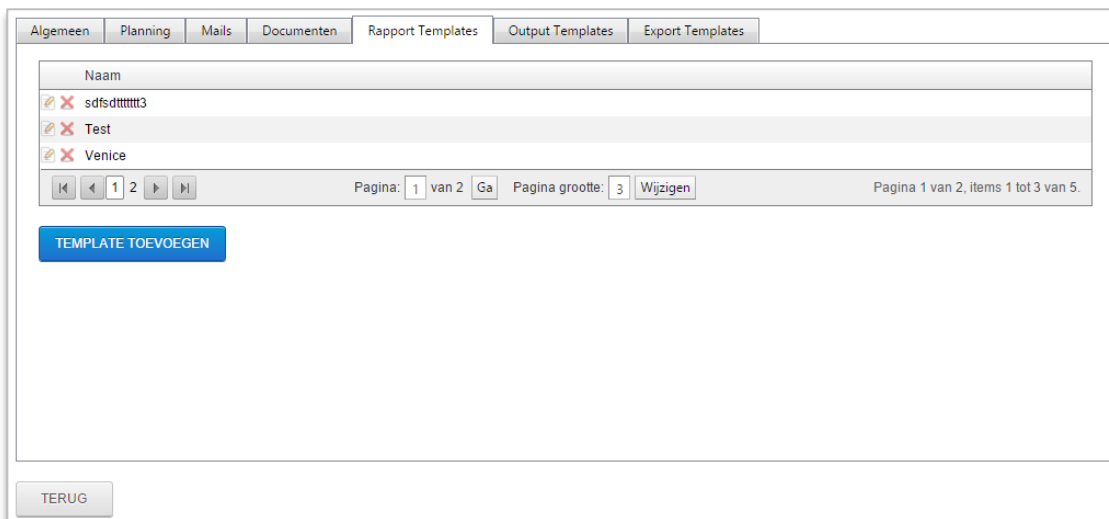 Algemeen Planning Mails Documenten Rapport Templates Output Templates Export Templates
Naam
sdfsdttttttt3
Test
Venice
1 2 Pagina: 1 van 2 Ga Pagina grootte: 3 Wijzigen Pagina 1 van 2, items 1 tot 3 van 5.
TEMPLATE TOEVOEGEN
TERUG